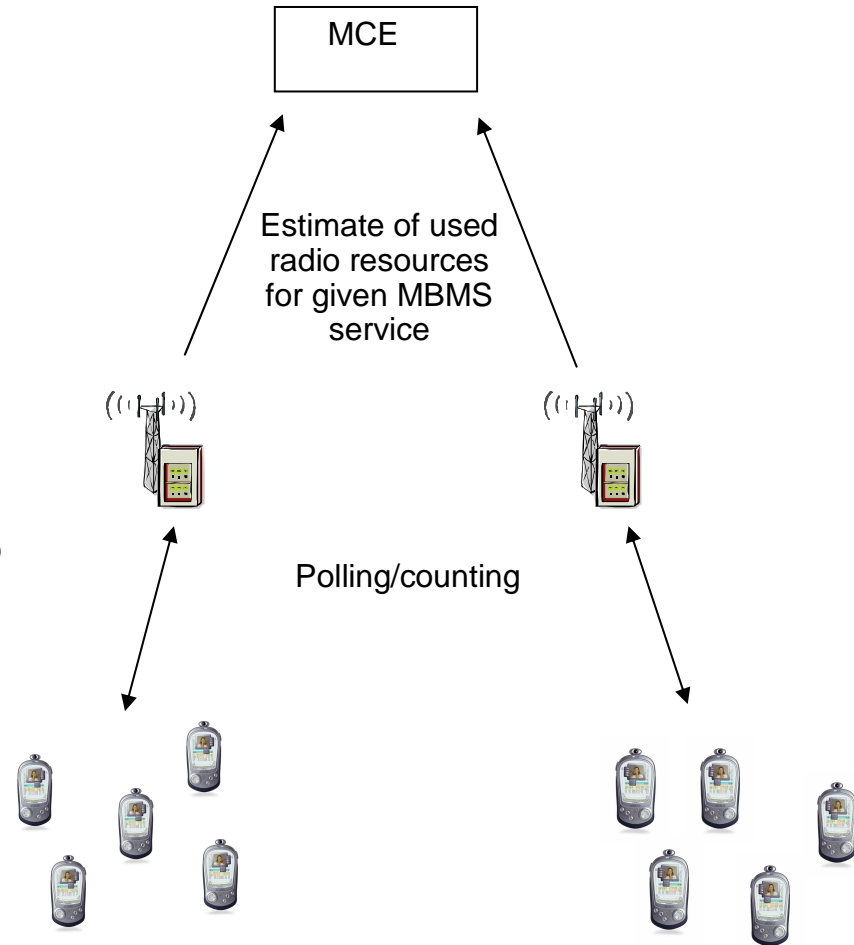 MCE
Estimate of used
radio resources
for given MBMS
service
Polling/counting